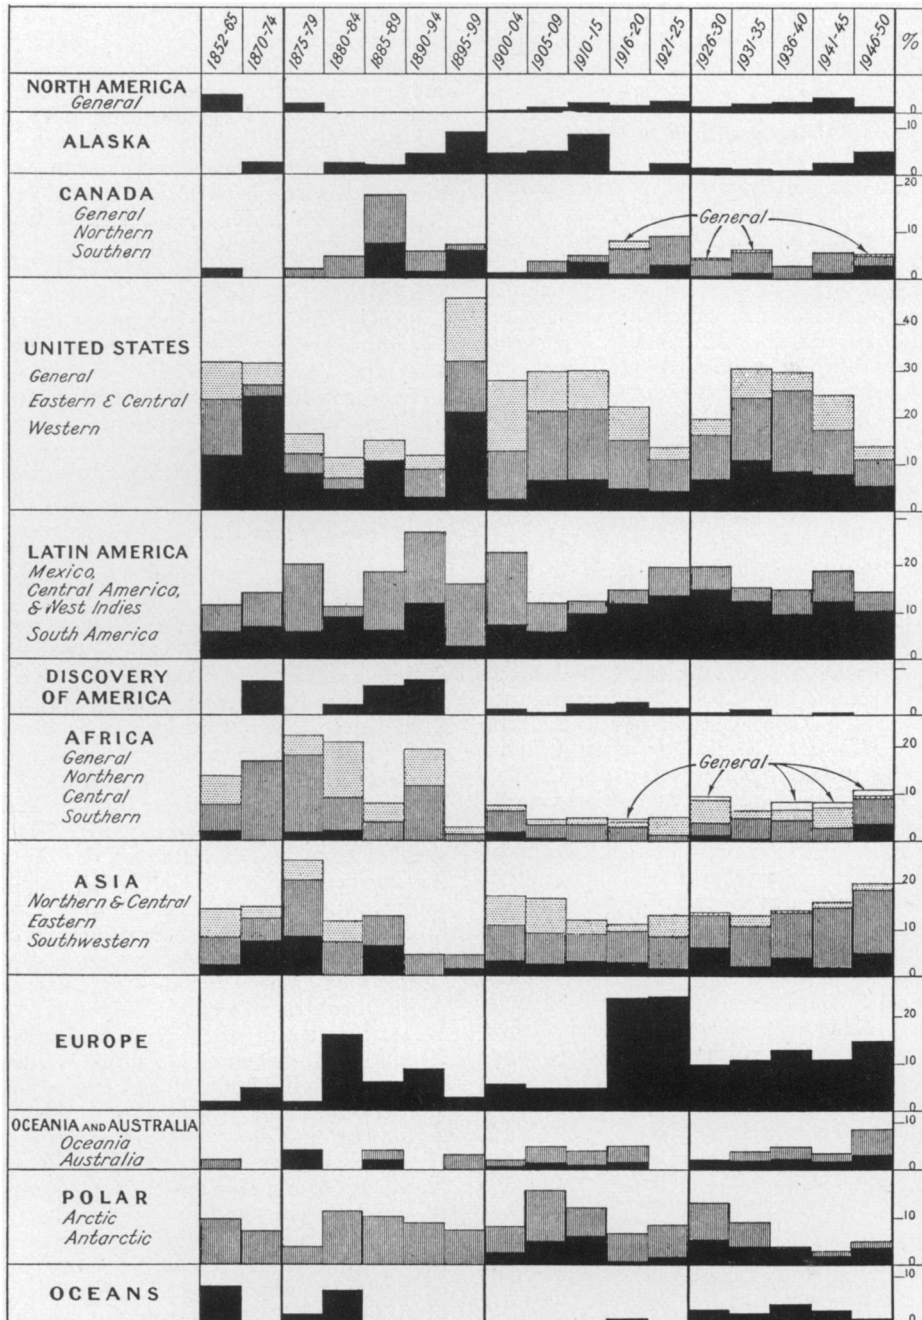 1852-65 1870-74 1875-79 1880-84 1885-89 1890-94 1895-99 1900-04 1905-09 1910-15 1916-20 1921-25 1926-30 1931-35 1936-40 1941-45 1946-50 %
NORTH AMERICA
General
0
10
ALASKA
0
20
CANADA
General
General
Northern
10
Southern
0
40
UNITED STATES
30
General
Eastern & Central
20
Western
10
0
LATIN AMERICA
Mexico,
20
Central America,
& West Indies
10
South America
0
DISCOVERY
OF AMERICA
0
AFRICA
20
General
General
Northern
Central
10
Southern
0
ASIA
20
Northern & Central
Eastern
10
Southwestern
0
20
EUROPE
10
0
OCEANIA AND AUSTRALIA
10
Oceania
Australia
0
POLAR
Arctic
10
Antarctic
0
OCEANS
10